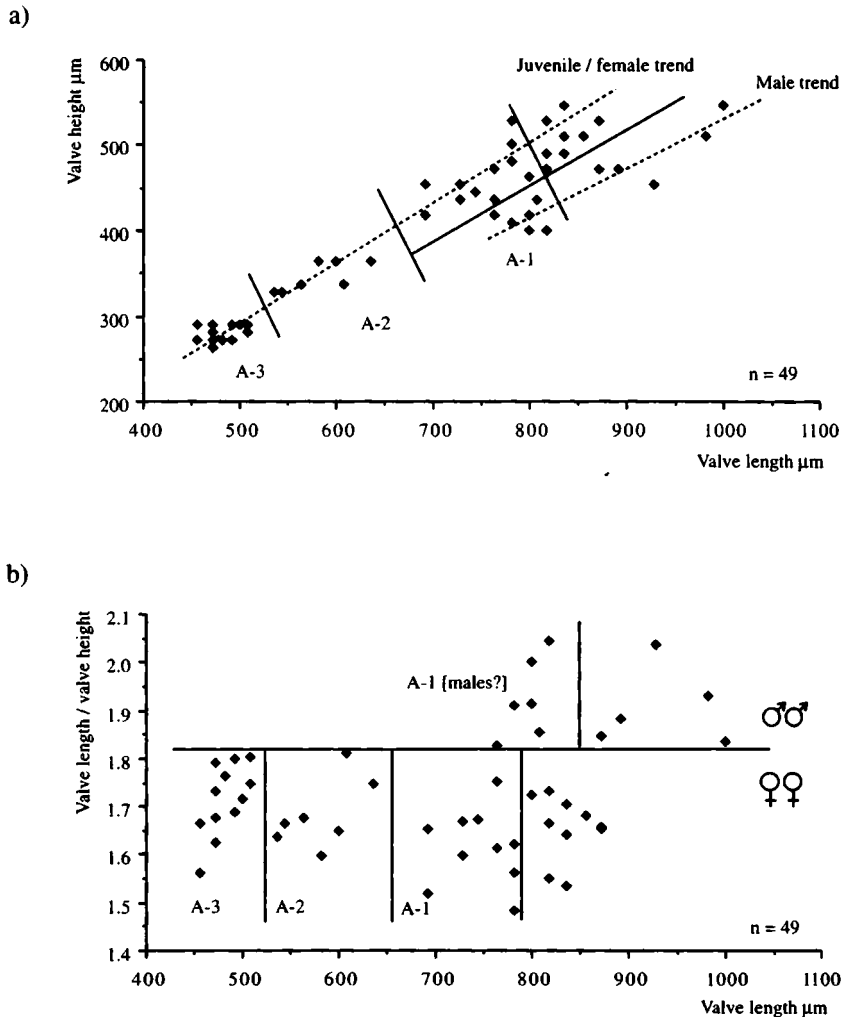 a)
Valve height µm
600
500
400
300
200
Juvenile / female trend
Male trend
A-1
A-2
A-3
n = 49
400 500 600 700 800 900 1000 1100
Valve length µm
b)
Valve length / valve height
2.1
2.0
1.9
1.8
1.7
1.6
1.5
1.4
A-1 [males?]
♂♂
♀♀
A-3 A-2 A-1
n = 49
400 500 600 700 800 900 1000 1100
Valve length µm